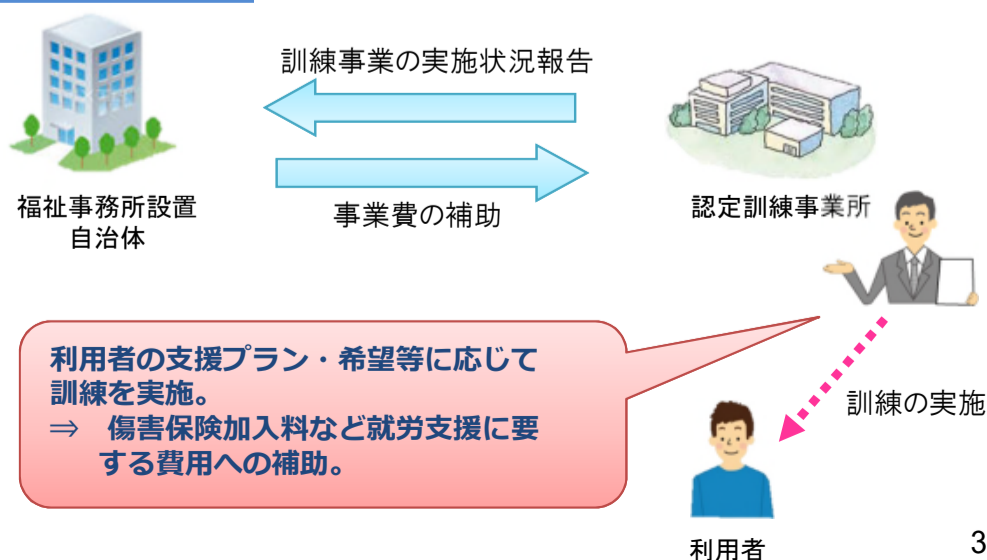 訓練事業の実施状況報告
福祉事務所設置
自治体
事業費の補助
認定訓練事業所
利用者の支援プラン・希望等に応じて
訓練を実施。
⇒　傷害保険加入料など就労支援に要
する費用への補助。
訓練の実施
利用者
3